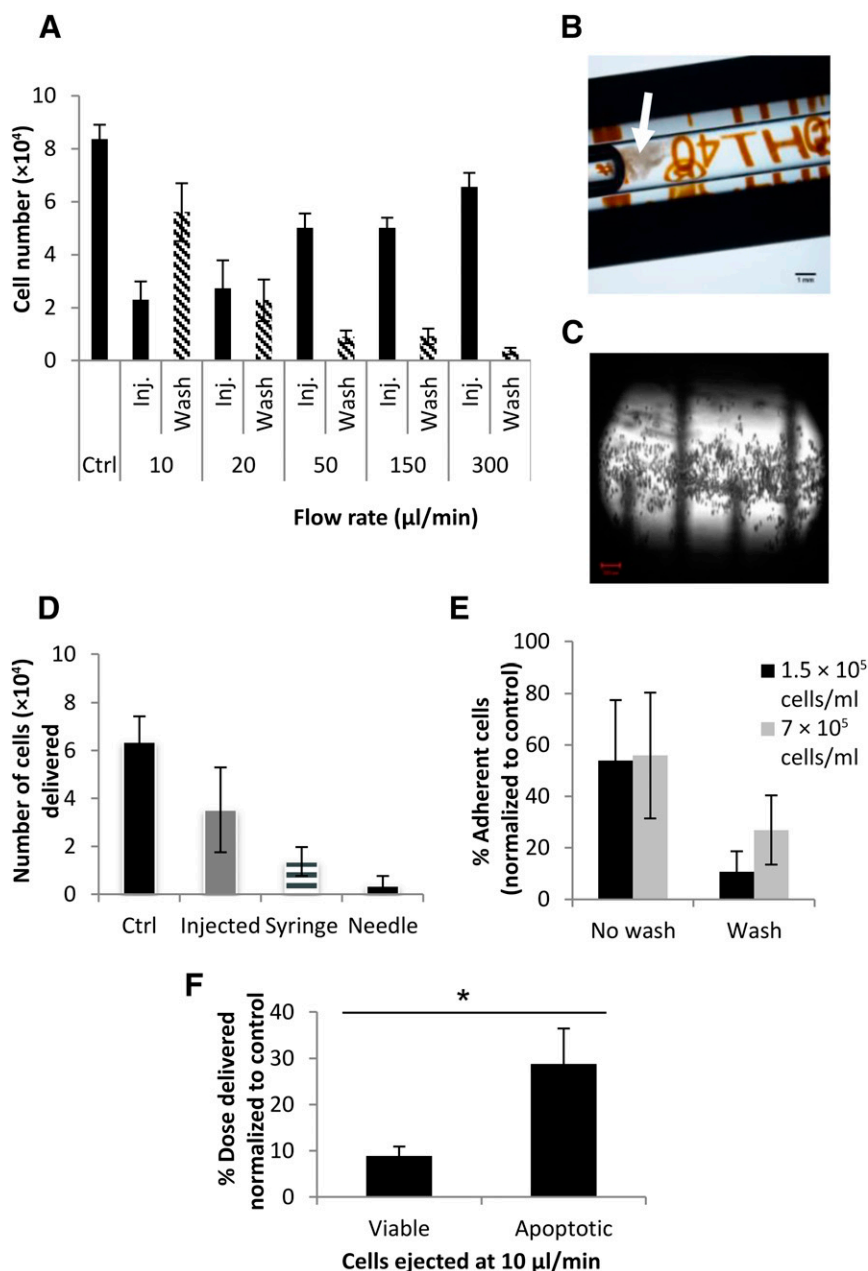 A
Cell number (×10⁴)
10
8
6
4
2
0
Inj. Wash Inj. Wash Inj. Wash Inj. Wash Inj. Wash
Ctrl 10 20 50 150 300
Flow rate (µl/min)
B
1 mm
C
D
Number of cells (×10⁴)
delivered
10
8
6
4
2
0
Ctrl Injected Syringe Needle
E
% Adherent cells
(normalized to control)
100
80
60
40
20
0
No wash Wash
1.5 × 10⁵
cells/ml
7 × 10⁵
cells/ml
F
% Dose delivered
normalized to control
40
30
20
10
0
*
Viable Apoptotic
Cells ejected at 10 µl/min